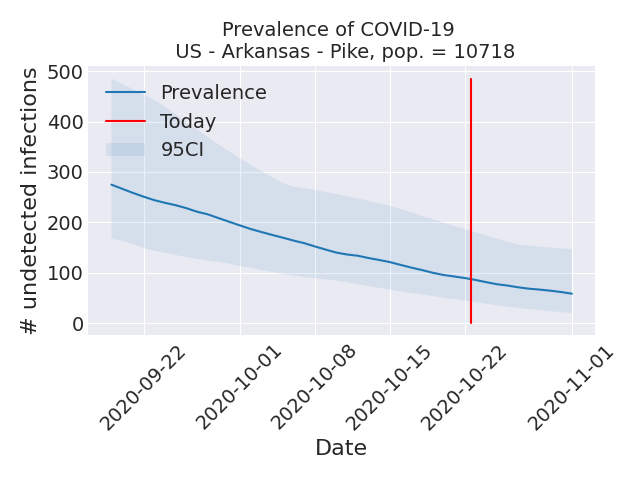 Prevalence of COVID-19
US - Arkansas - Pike, pop. = 10718
# undetected infections
500
400
300
200
100
0
Prevalence
Today
95CI
2020-09-22
2020-10-01
2020-10-08
2020-10-15
2020-10-22
2020-11-01
Date